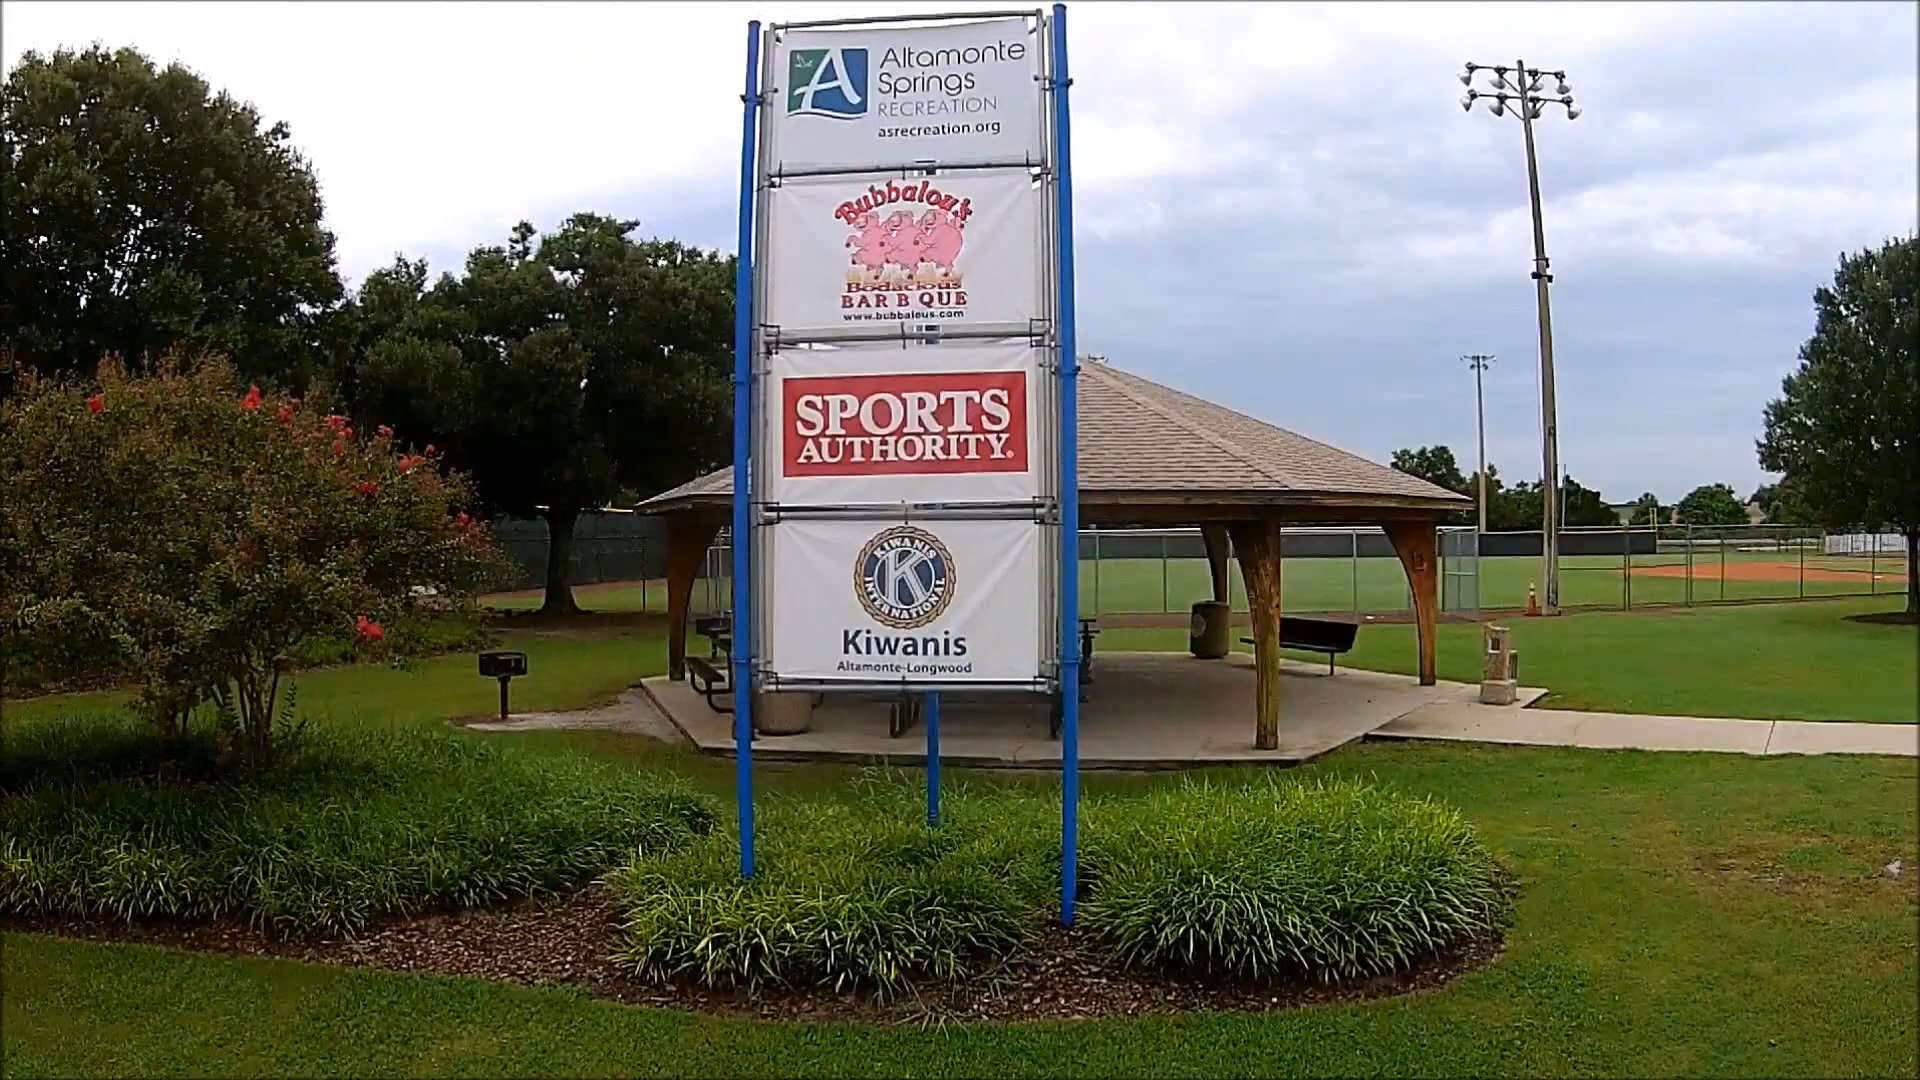 Altamonte
Springs
RECREATION
asrecreation.org
Bubbalou's
Bodacious
BAR B QUE
www.bubbalous.com
SPORTS
AUTHORITY.
KIWANIS
K
INTERNATIONAL
Kiwanis
Altamonte-Longwood